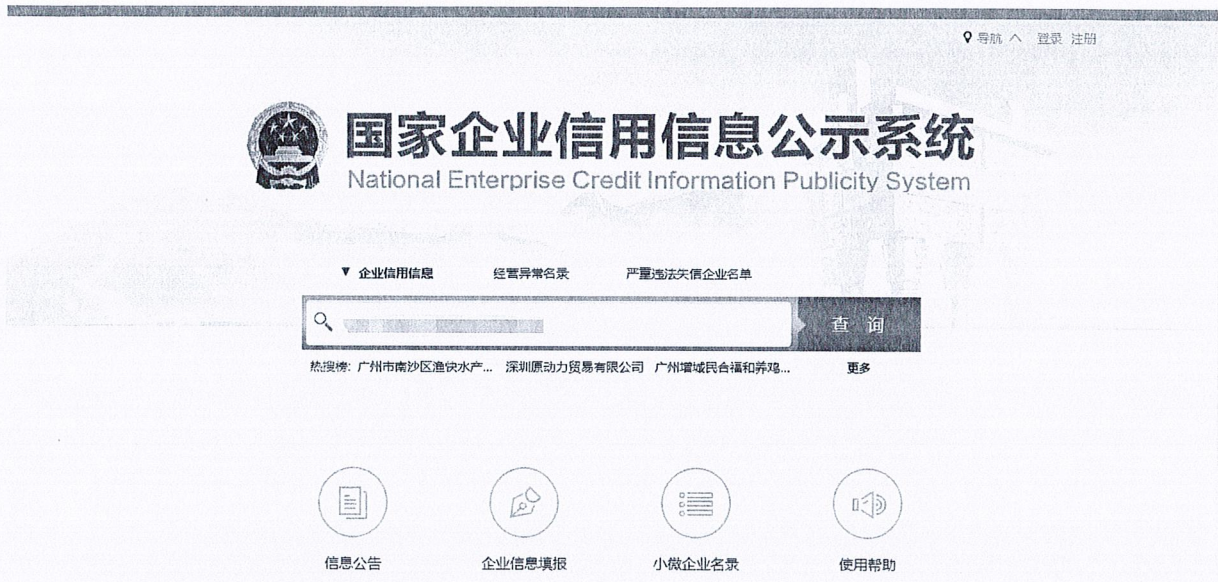 导航 登录 注册
国家企业信用信息公示系统
National Enterprise Credit Information Publicity System
企业信用信息 经营异常名录 严重违法失信企业名单
查 询
热搜榜: 广州市南沙区渔快水产... 深圳原动力贸易有限公司 广州增城民合福和养鸡... 更多
信息公告 企业信息填报 小微企业名录 使用帮助